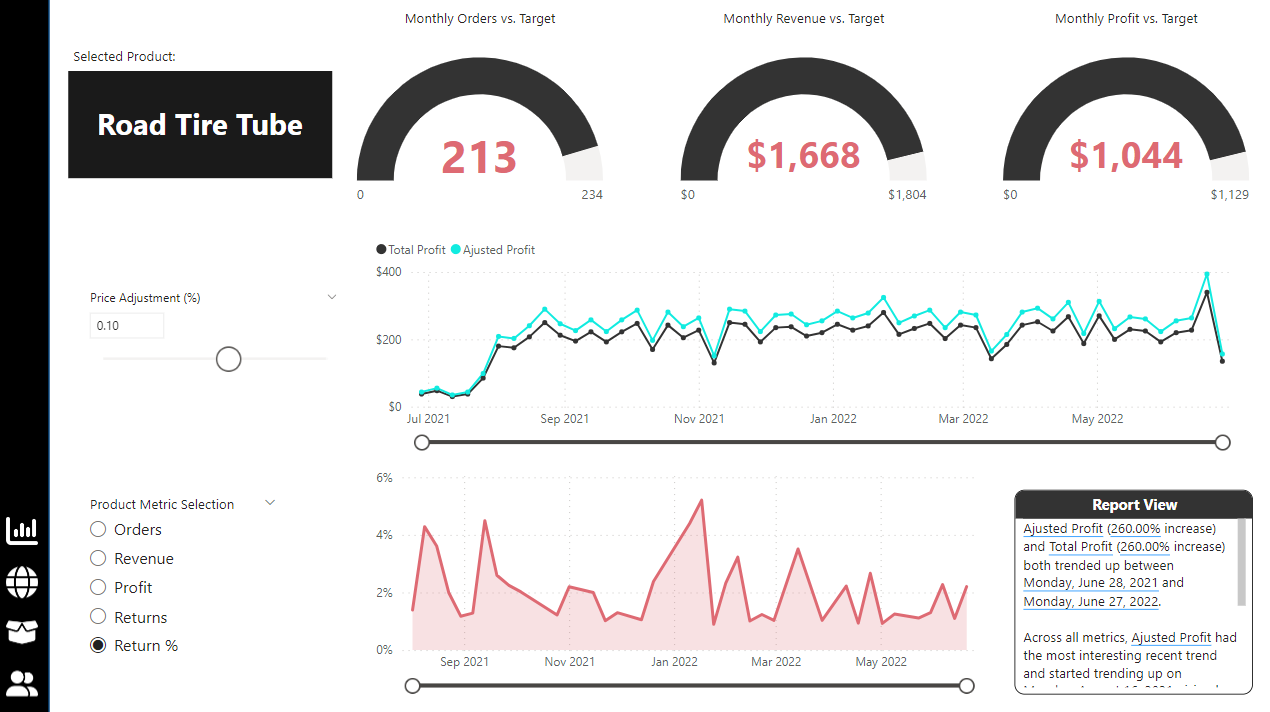 Monthly Orders vs. Target
Monthly Revenue vs. Target
Monthly Profit vs. Target
Selected Product:
Road Tire Tube
213
0
234
$1,668
$0
$1,804
$1,044
$0
$1,129
Total Profit
Ajusted Profit
Price Adjustment (%)
0.10
$400
$200
$0
Jul 2021
Sep 2021
Nov 2021
Jan 2022
Mar 2022
May 2022
Product Metric Selection
Orders
Revenue
Profit
Returns
Return %
6%
4%
2%
0%
Sep 2021
Nov 2021
Jan 2022
Mar 2022
May 2022
Report View
Ajusted Profit (260.00% increase)
and Total Profit (260.00% increase)
both trended up between
Monday, June 28, 2021 and
Monday, June 27, 2022.
Across all metrics, Ajusted Profit had
the most interesting recent trend
and started trending up on